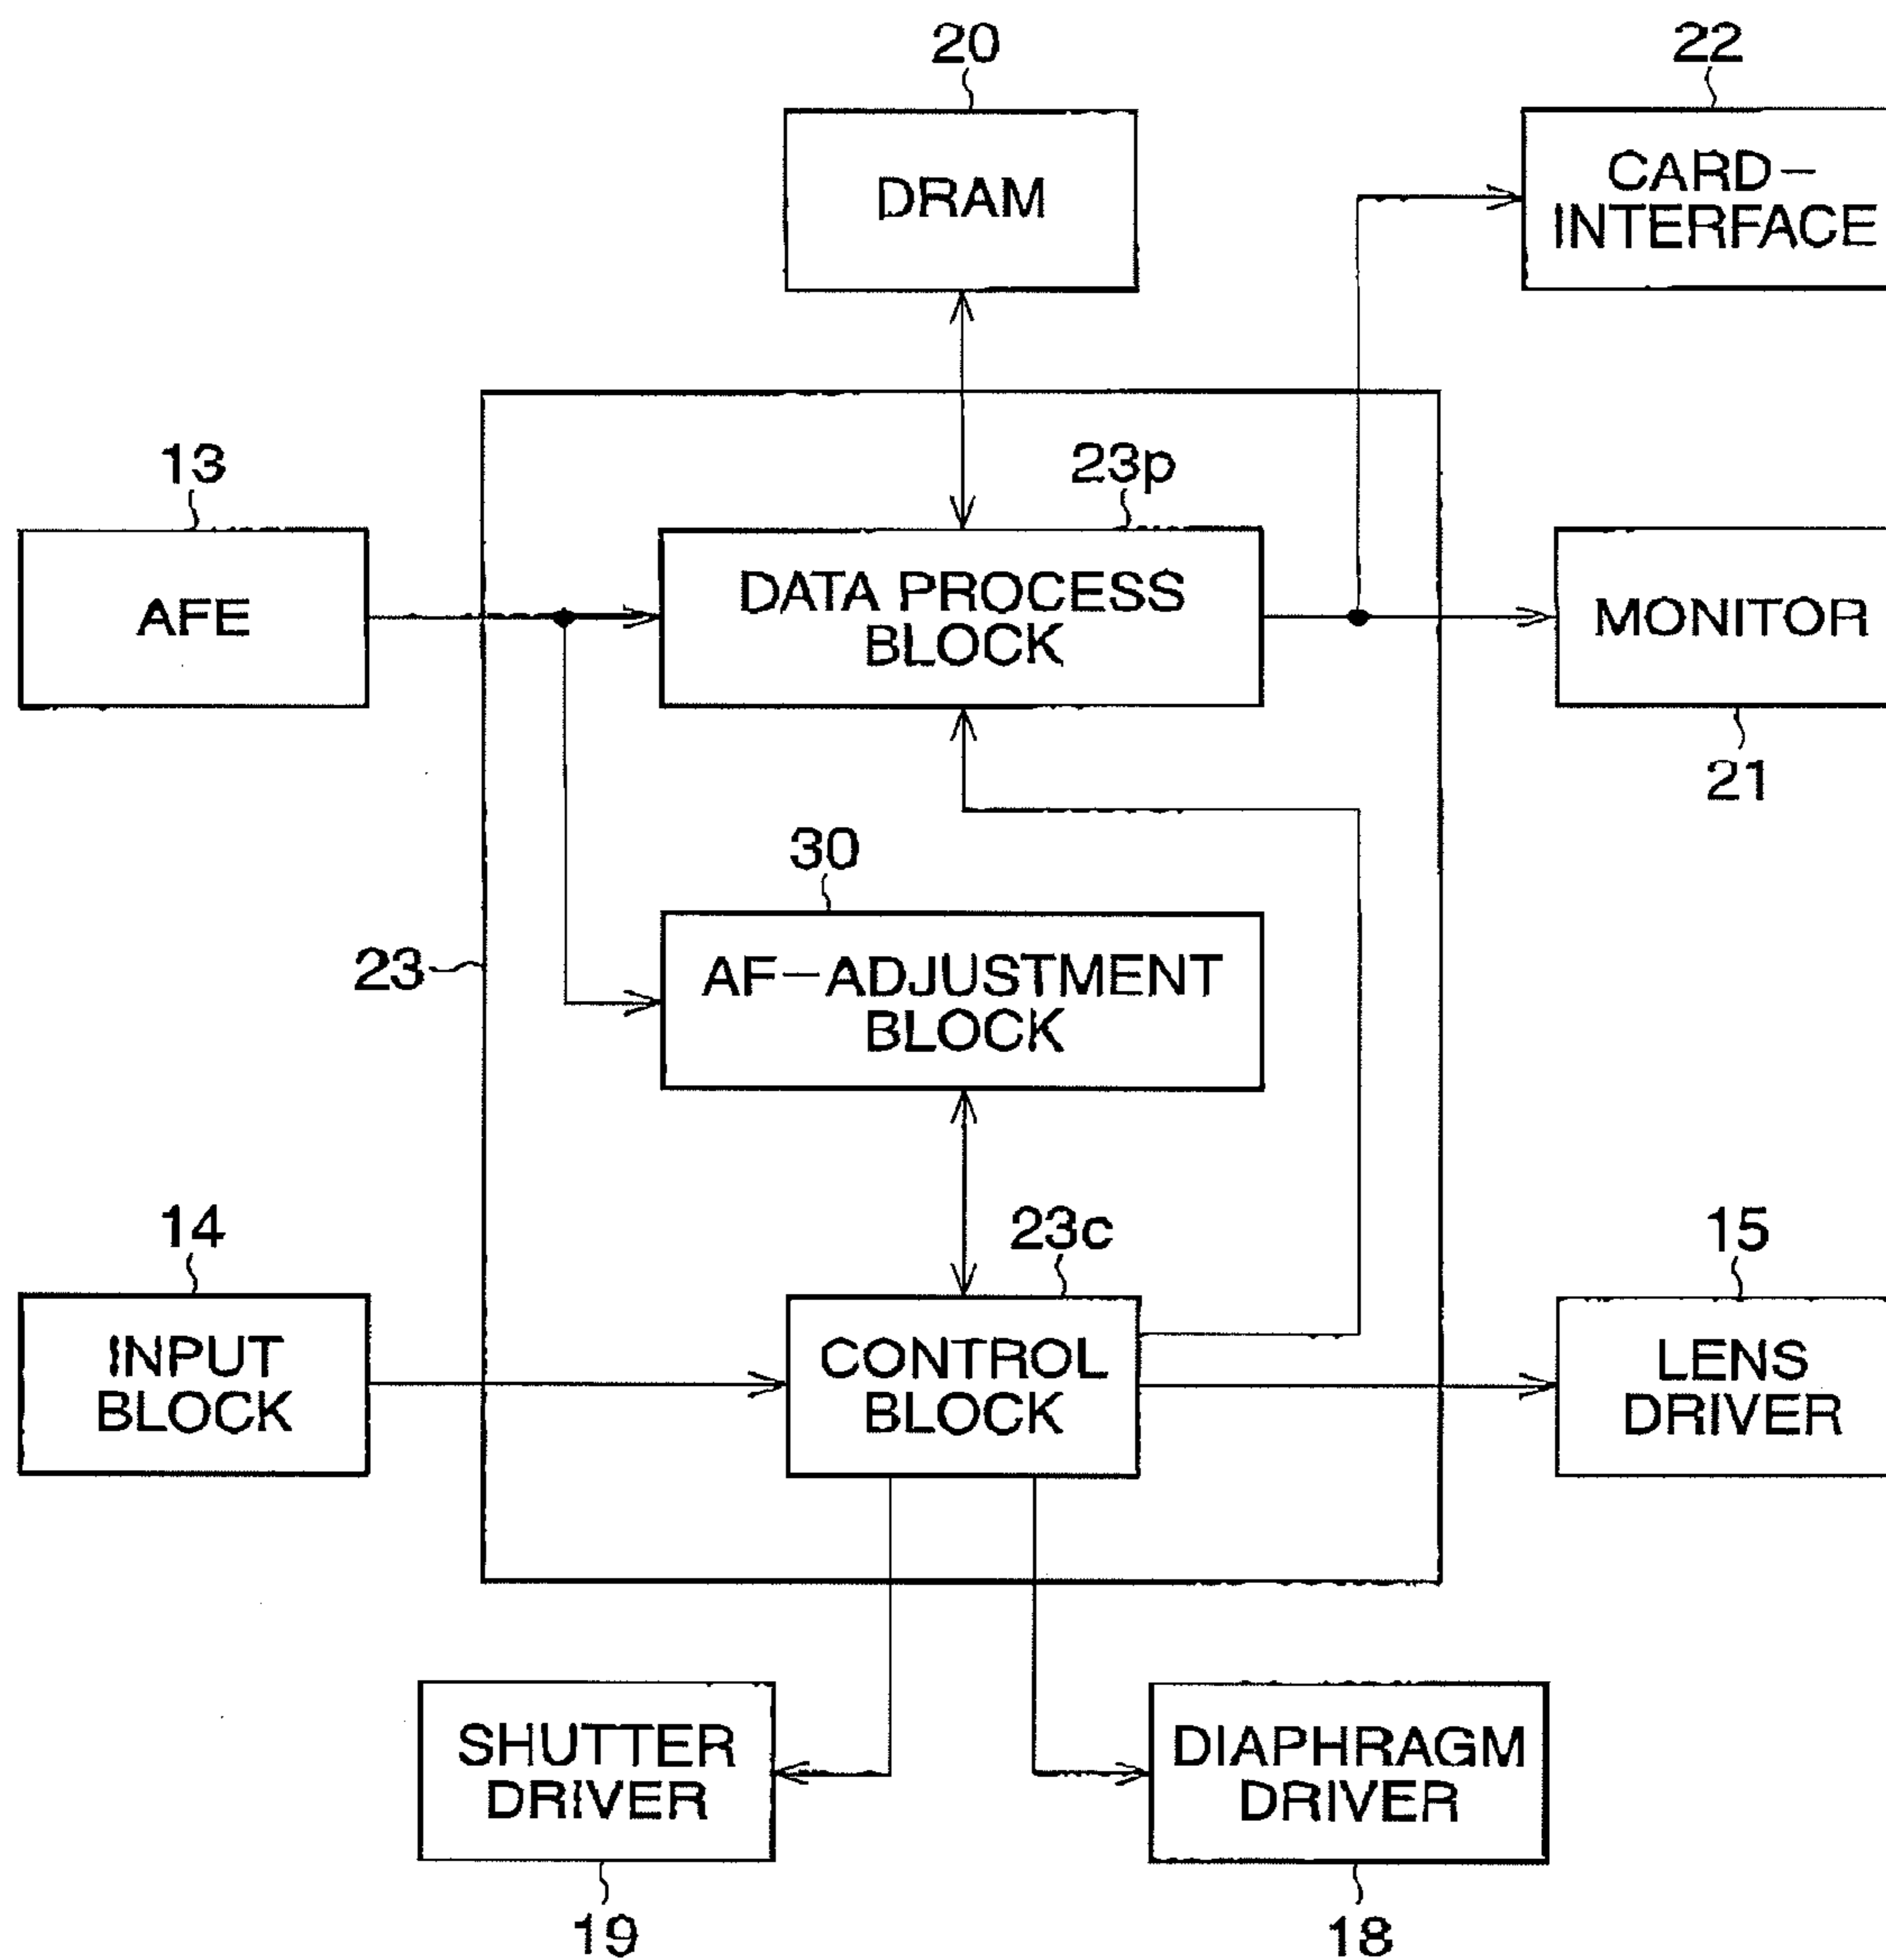 20
22
DRAM
CARD-
INTERFACE
13
23p
AFE
DATA PROCESS
BLOCK
MONITOR
21
30
23
AF-ADJUSTMENT
BLOCK
14
23c
15
INPUT
BLOCK
CONTROL
BLOCK
LENS
DRIVER
SHUTTER
DRIVER
DIAPHRAGM
DRIVER
19
18